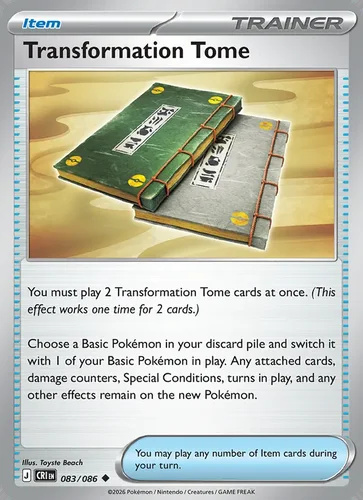 Item
TRAINER
Transformation Tome
You must play 2 Transformation Tome cards at once. (This
effect works one time for 2 cards.)
Choose a Basic Pokémon in your discard pile and switch it
with 1 of your Basic Pokémon in play. Any attached cards,
damage counters, Special Conditions, turns in play, and any
other effects remain on the new Pokémon.
You may play any number of Item cards during
your turn.
Illus. Toyste Beach
J CRI EN 083/086
©2026 Pokémon / Nintendo / Creatures / GAME FREAK